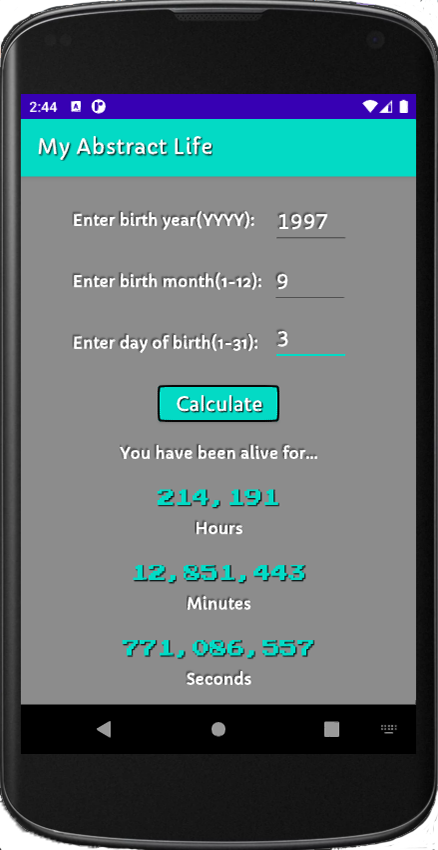 2:44
My Abstract Life
Enter birth year(YYYY): 1997
Enter birth month(1-12): 9
Enter day of birth(1-31): 3
Calculate
You have been alive for...
214,191
Hours
12,851,443
Minutes
771,086,557
Seconds